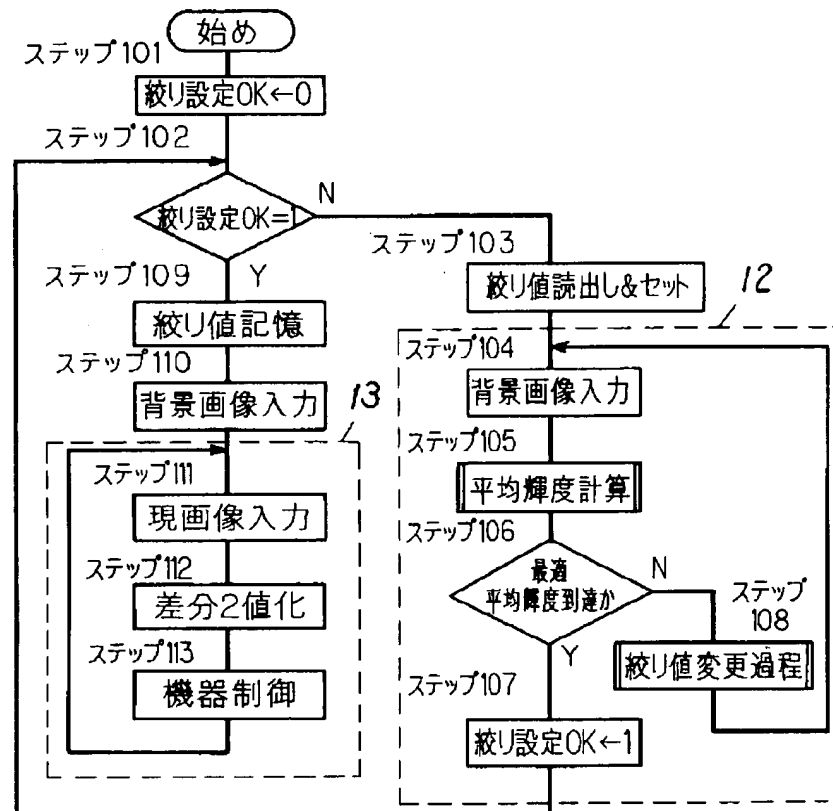 始め
ステップ101
絞り設定OK←0
ステップ102
絞り設定OK=1
N
Y
ステップ109
絞り値記憶
ステップ110
背景画像入力
13
ステップ111
現画像入力
ステップ112
差分2値化
ステップ113
機器制御
ステップ103
絞り値読出し&セット
12
ステップ104
背景画像入力
ステップ105
平均輝度計算
ステップ106
最適
平均輝度到達か
N
Y
ステップ
108
絞り値変更過程
ステップ107
絞り設定OK←1